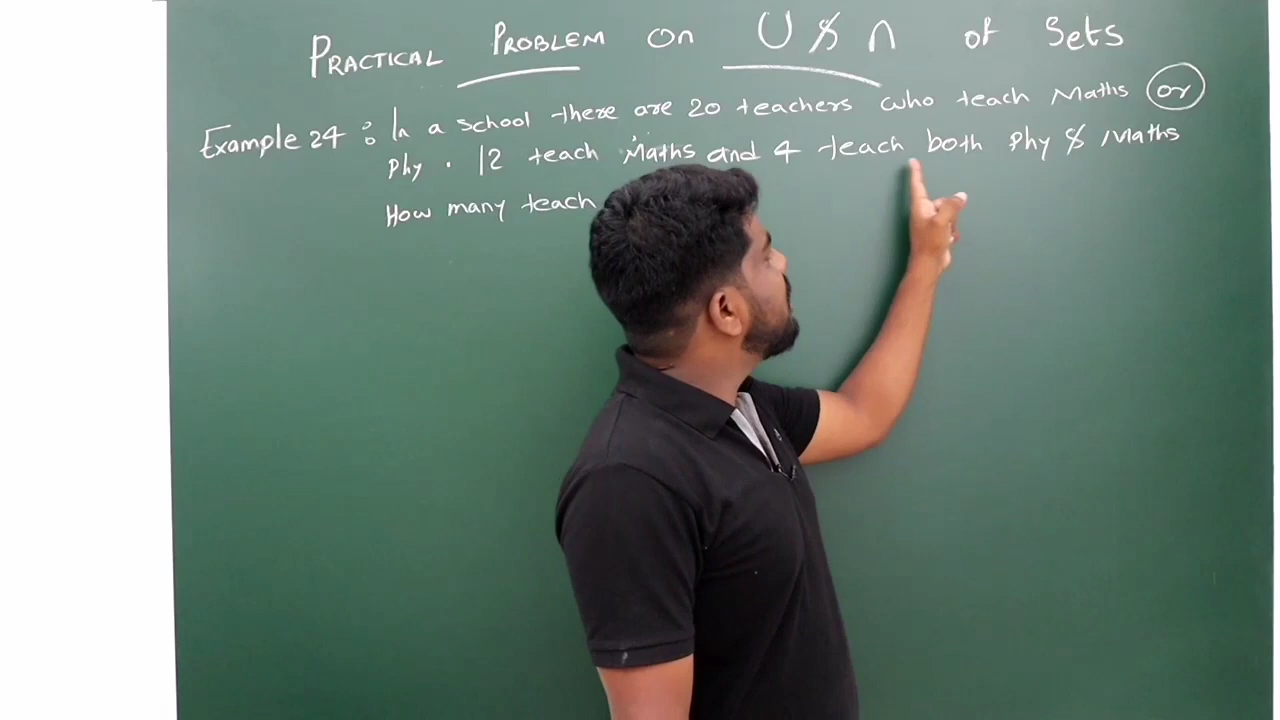 PRACTICAL PROBLEM on U & ∩ of Sets
Example 24 : In a school there are 20 teachers who teach Maths or
Phy. 12 teach Maths and 4 teach both Phy & Maths
How many teach